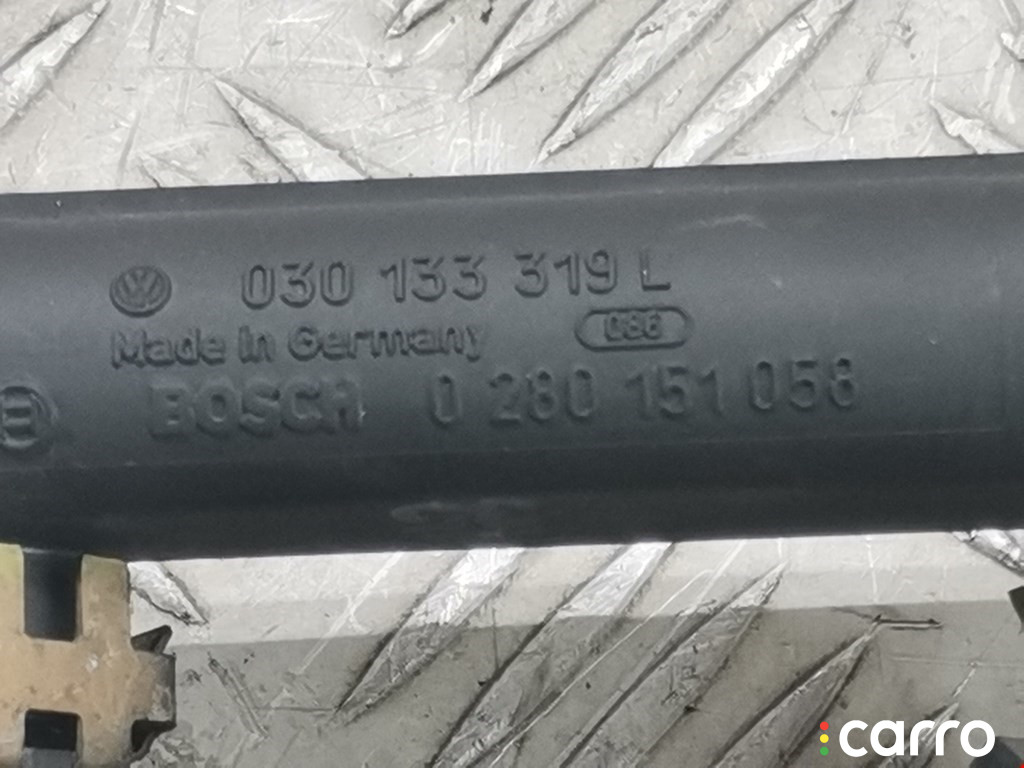 030 133 319 L
Made in Germany 086
BOSCH 0 280 151 058
carro